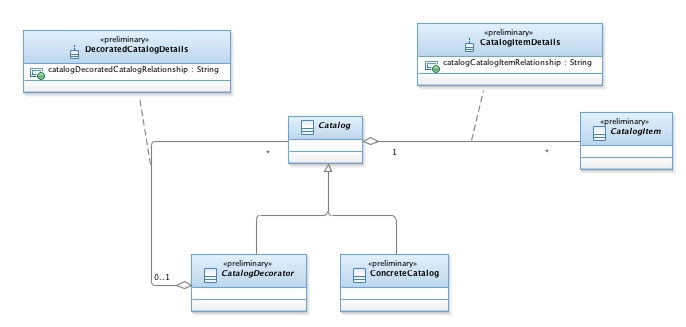 «preliminary»
DecoratedCatalogDetails
catalogDecoratedCatalogRelationship : String
«preliminary»
CatalogItemDetails
catalogCatalogItemRelationship : String
Catalog
«preliminary»
CatalogItem
*
1
*
«preliminary»
CatalogDecorator
«preliminary»
ConcreteCatalog
0..1